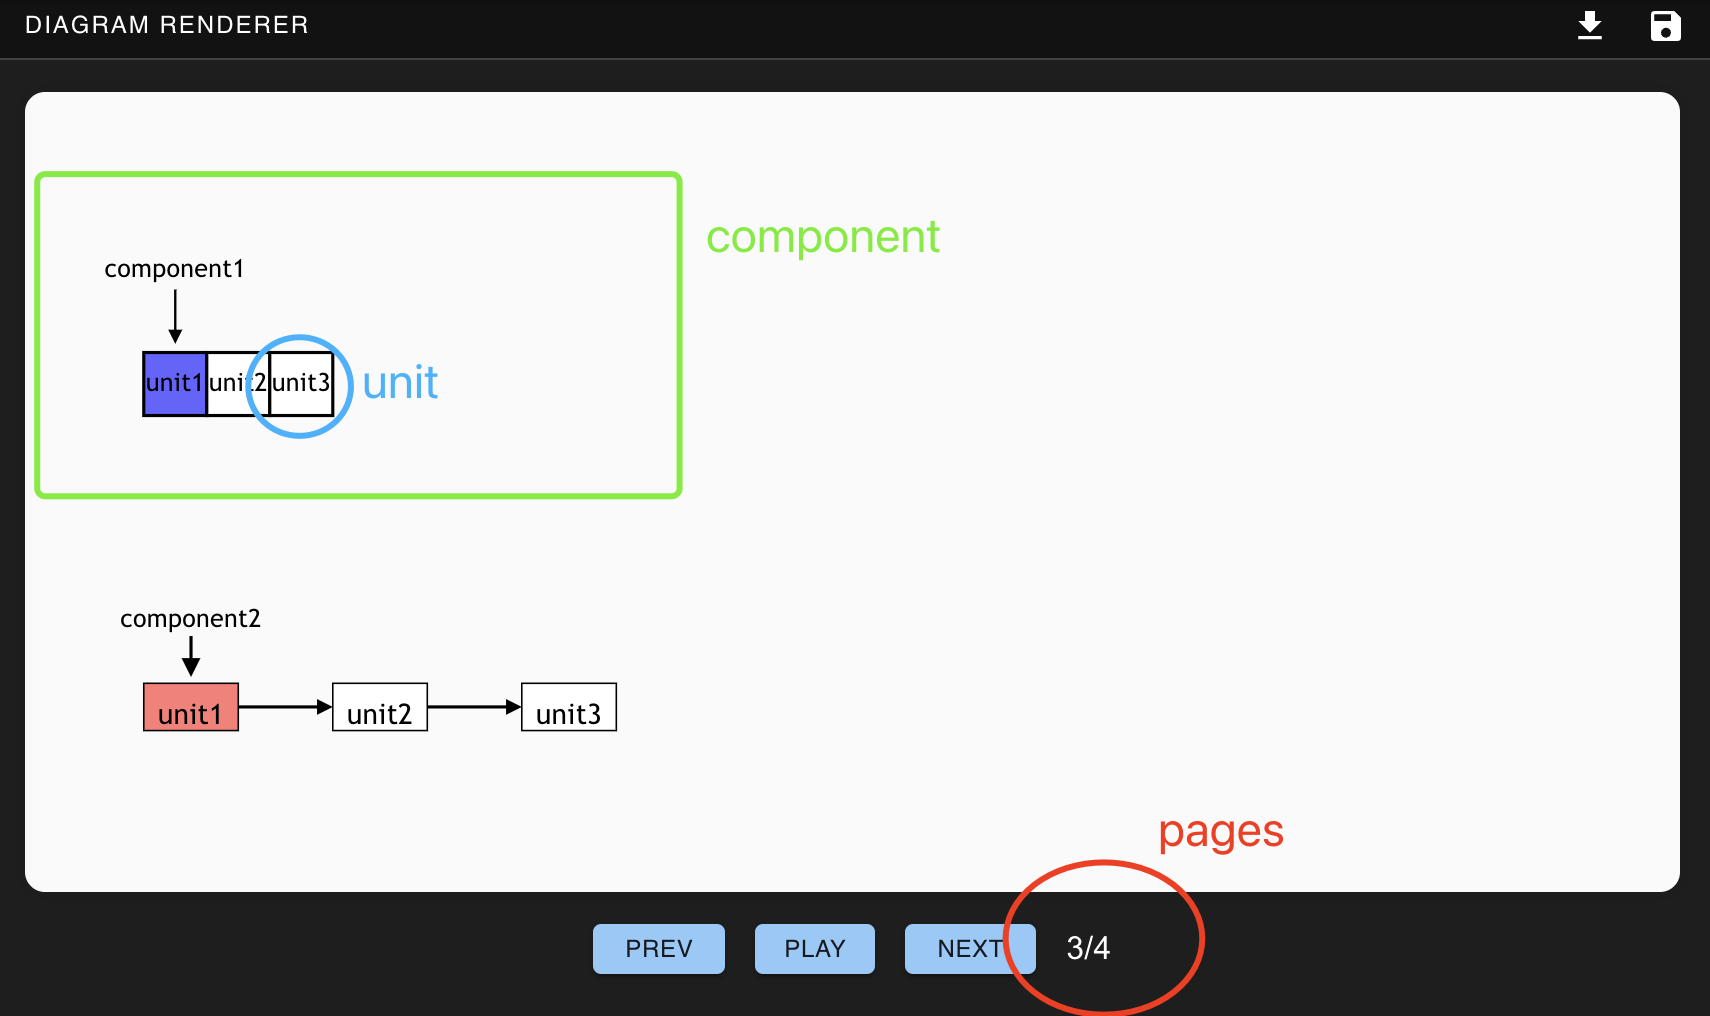 DIAGRAM RENDERER
component
component1
unit1 unit2 unit3
unit
component2
unit1 unit2 unit3
pages
PREV PLAY NEXT 3/4